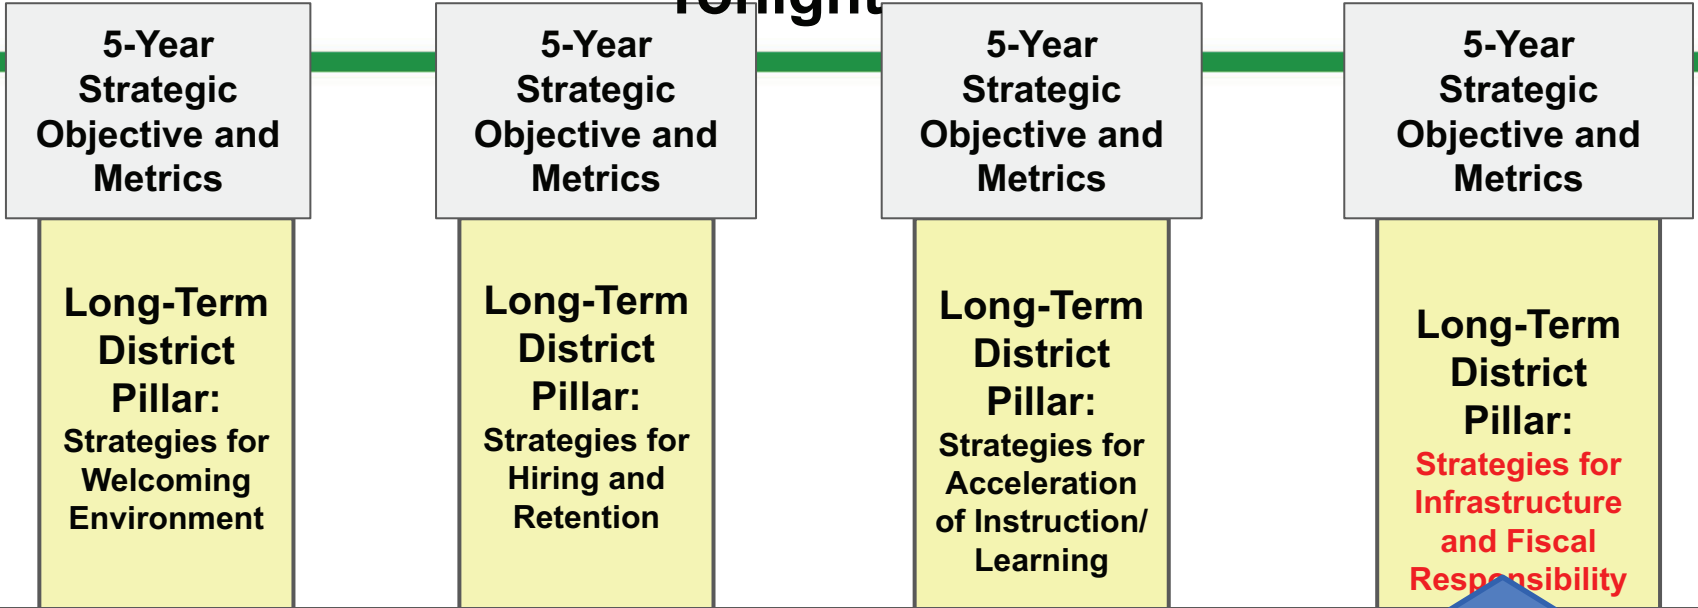 Tonight
5-Year
Strategic
Objective and
Metrics
5-Year
Strategic
Objective and
Metrics
5-Year
Strategic
Objective and
Metrics
5-Year
Strategic
Objective and
Metrics
Long-Term
District
Pillar:
Strategies for
Welcoming
Environment
Long-Term
District
Pillar:
Strategies for
Hiring and
Retention
Long-Term
District
Pillar:
Strategies for
Acceleration
of Instruction/
Learning
Long-Term
District
Pillar:
Strategies for
Infrastructure
and Fiscal
Responsibility